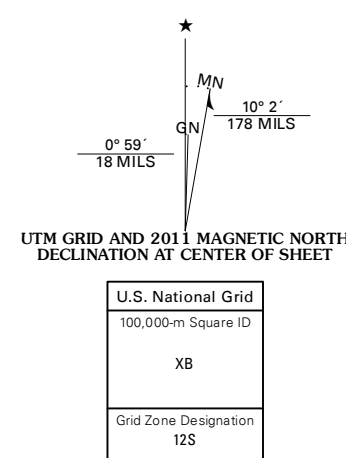 ★
MN
GN
10° 2´
178 MILS
0° 59´
18 MILS
UTM GRID AND 2011 MAGNETIC NORTH
DECLINATION AT CENTER OF SHEET
U.S. National Grid
100,000-m Square ID
XB
Grid Zone Designation
12S